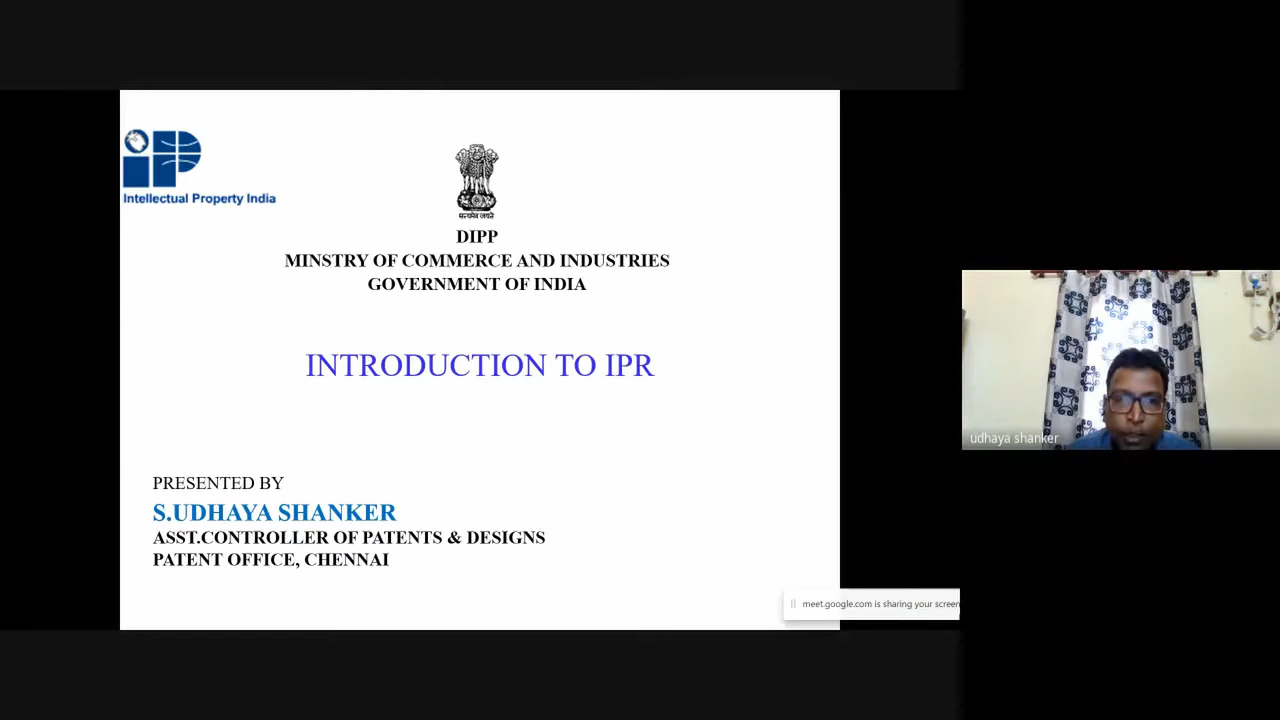 iP
Intellectual Property India
सत्यमेव जयते
DIPP
MINSTRY OF COMMERCE AND INDUSTRIES
GOVERNMENT OF INDIA
INTRODUCTION TO IPR
PRESENTED BY
S.UDHAYA SHANKER
ASST.CONTROLLER OF PATENTS & DESIGNS
PATENT OFFICE, CHENNAI
meet.google.com is sharing your screen
udhaya shanker